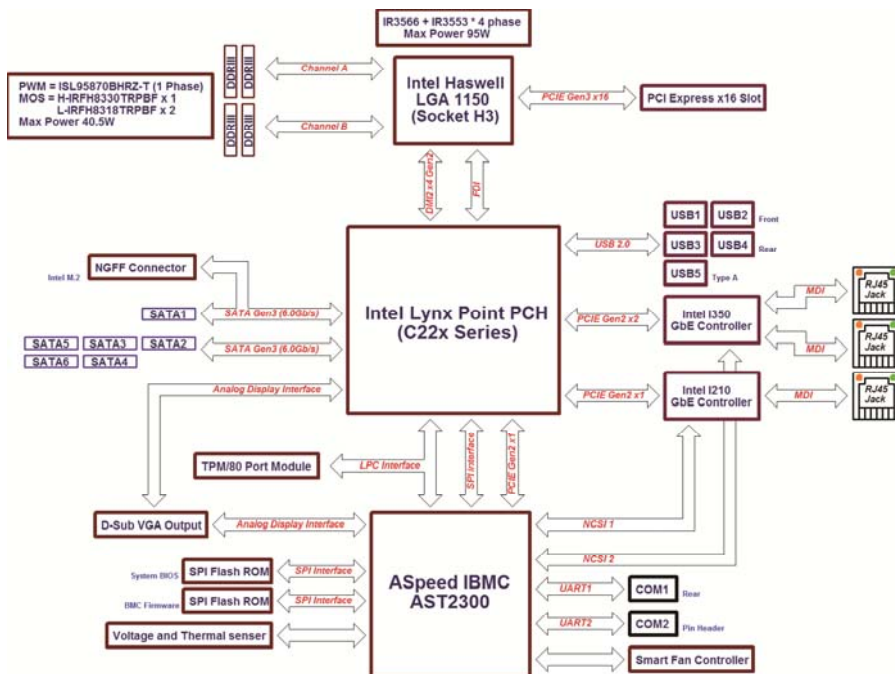 IR3566 + IR3553 * 4 phase
Max Power 95W
PWM = ISL95870BHRZ-T (1 Phase)
MOS = H-IRFH8330TRPBF x 1
L-IRFH8318TRPBF x 2
Max Power 40.5W
DDRIII
DDRIII
Channel A
DDRIII
DDRIII
Channel B
Intel Haswell
LGA 1150
(Socket H3)
PCIE Gen3 x16
PCI Express x16 Slot
DMI2 x4 Gen2
FDI
Intel Lynx Point PCH
(C22x Series)
USB 2.0
USB1
USB2
Front
USB3
USB4
Rear
USB5
Type A
Intel M.2
NGFF Connector
SATA1
SATA Gen3 (6.0Gb/s)
SATA5
SATA3
SATA2
SATA6
SATA4
SATA Gen3 (6.0Gb/s)
Analog Display Interface
PCIE Gen2 x2
Intel I350
GbE Controller
MDI
RJ45
Jack
MDI
RJ45
Jack
PCIE Gen2 x1
Intel I210
GbE Controller
MDI
RJ45
Jack
TPM/80 Port Module
LPC Interface
SPI Interface
PCIE Gen2 x1
D-Sub VGA Output
Analog Display Interface
NCSI 1
NCSI 2
ASpeed IBMC
AST2300
System BIOS
SPI Flash ROM
SPI Interface
BMC Firmware
SPI Flash ROM
SPI Interface
Voltage and Thermal senser
UART1
COM1
Rear
UART2
COM2
Pin Header
Smart Fan Controller